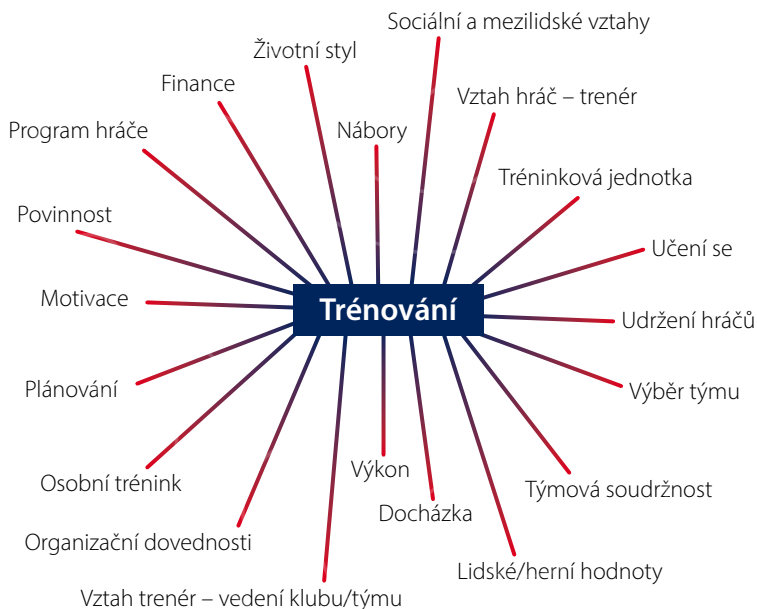 Sociální a mezilidské vztahy
Životní styl
Finance
Vztah hráč – trenér
Nábory
Program hráče
Tréninková jednotka
Povinnost
Učení se
Motivace
Trénování
Udržení hráčů
Plánování
Výběr týmu
Osobní trénink
Výkon
Týmová soudržnost
Docházka
Organizační dovednosti
Lidské/herní hodnoty
Vztah trenér – vedení klubu/týmu